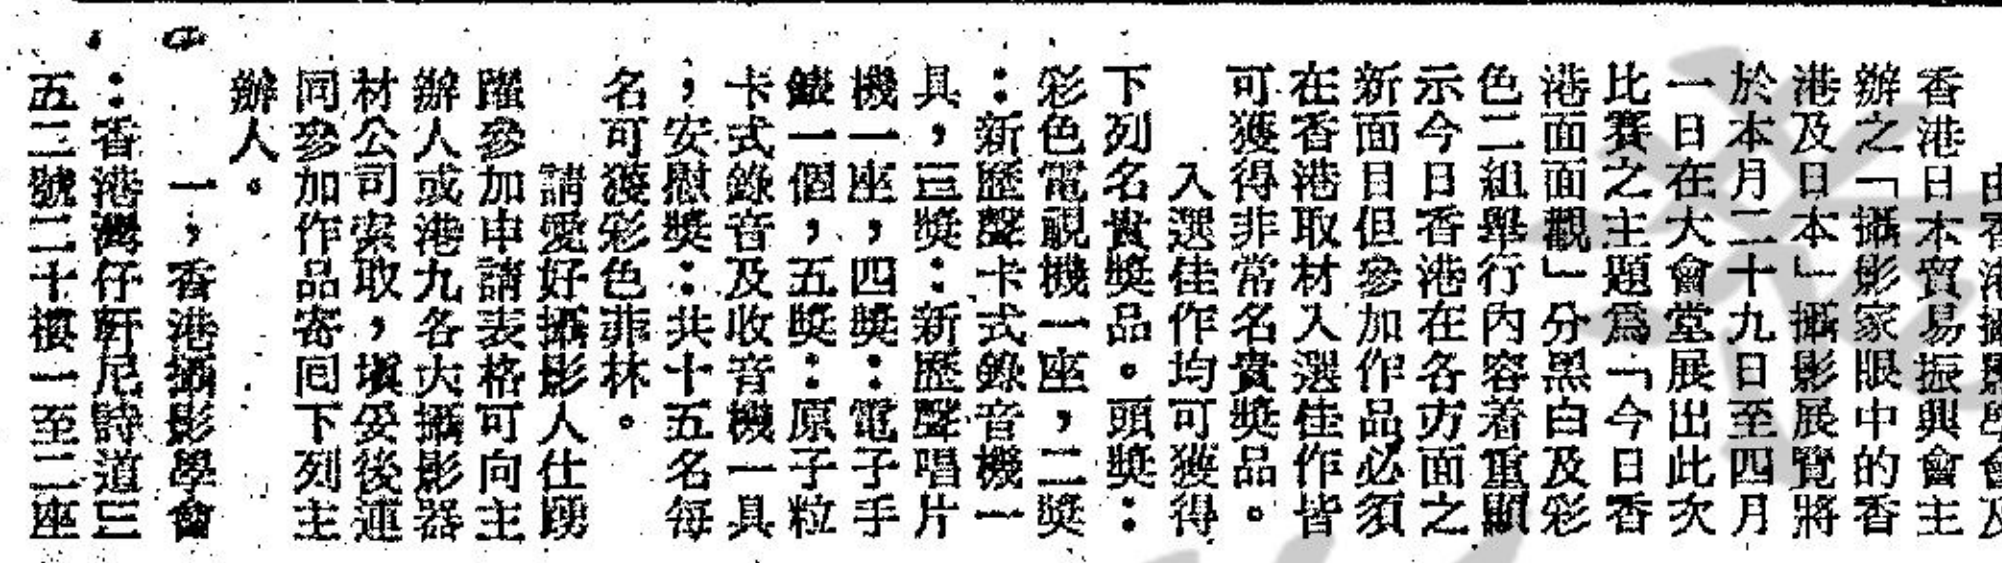 由香港攝影學會及
香港日本貿易振興會主
辦之「攝影家眼中的香
港及日本」攝影展覽將
於本月二十九日至四月
一日在大會堂展出此次
比賽之主題爲「今日香
港面面觀」分黑白及彩
色二組舉行內容着重顯
示今日香港在各方面之
新面目但參加作品必須
在香港取材入選佳作皆
可獲得非常名貴獎品。
入選佳作均可獲得
下列名貴獎品。頭獎：
彩色電視機一座，二獎
：新歷聲卡式錄音機一
具，三獎：新歷聲唱片
機一座，四獎：電子手
鐵一個，五獎：原子粒
卡式錄音及收音機一具
，安慰獎：共十五名每
名可獲彩色菲林。
請愛好攝影人仕踴
躍參加申請表格可向主
辦人或港九各大攝影器
材公司索取，塡妥後連
同參加作品寄囘下列主
辦人。
一，香港攝影學會
：香港灣仔軒尼詩道三
五二號二十樓一至二座